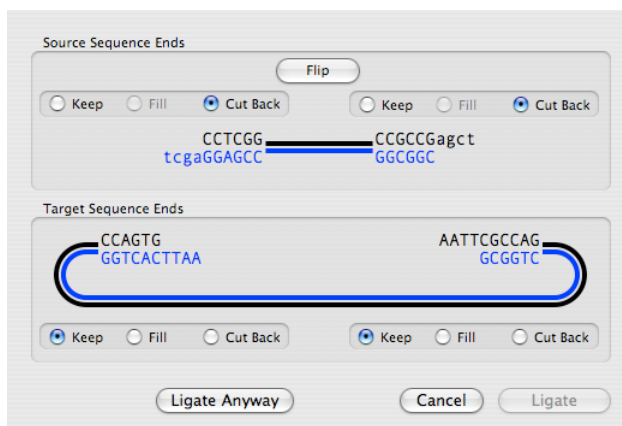 Source Sequence Ends
Flip
Keep Fill Cut Back Keep Fill Cut Back
CCTCGG CCGCCGagct
tcgaGGAGCC GGCGGC
Target Sequence Ends
CCAGTG AATTCGCCAG
GGTCACTTAA GCGGTC
Keep Fill Cut Back Keep Fill Cut Back
Ligate Anyway Cancel Ligate